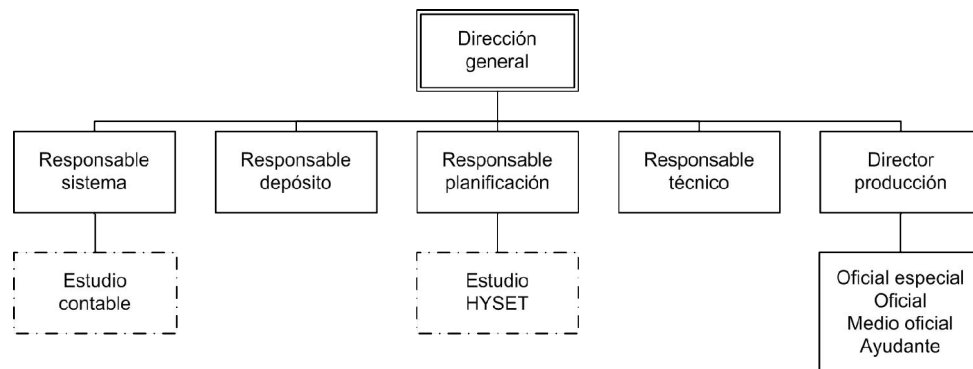 Dirección
general
Responsable
sistema
Responsable
depósito
Responsable
planificación
Responsable
técnico
Director
producción
Estudio
contable
Estudio
HYSET
Oficial especial
Oficial
Medio oficial
Ayudante